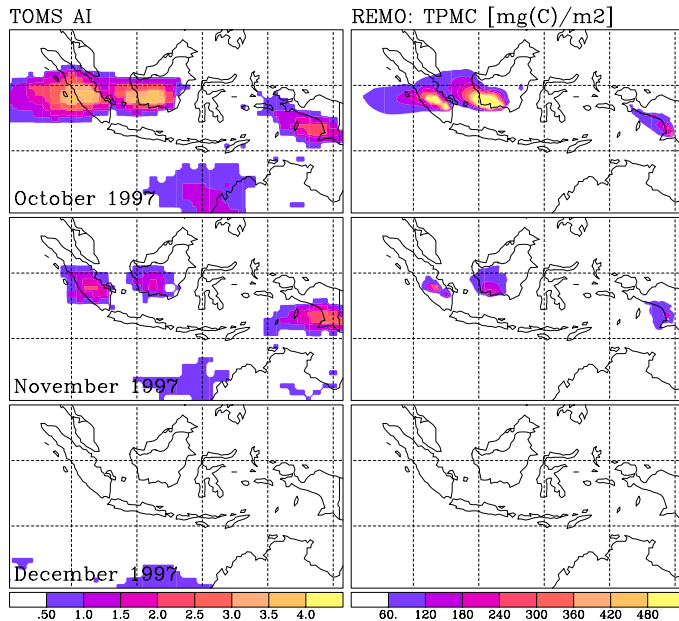 TOMS AI
REMO: TPMC [mg(C)/m2]
October 1997
November 1997
December 1997
.50 1.0 1.5 2.0 2.5 3.0 3.5 4.0
60. 120 180 240 300 360 420 480